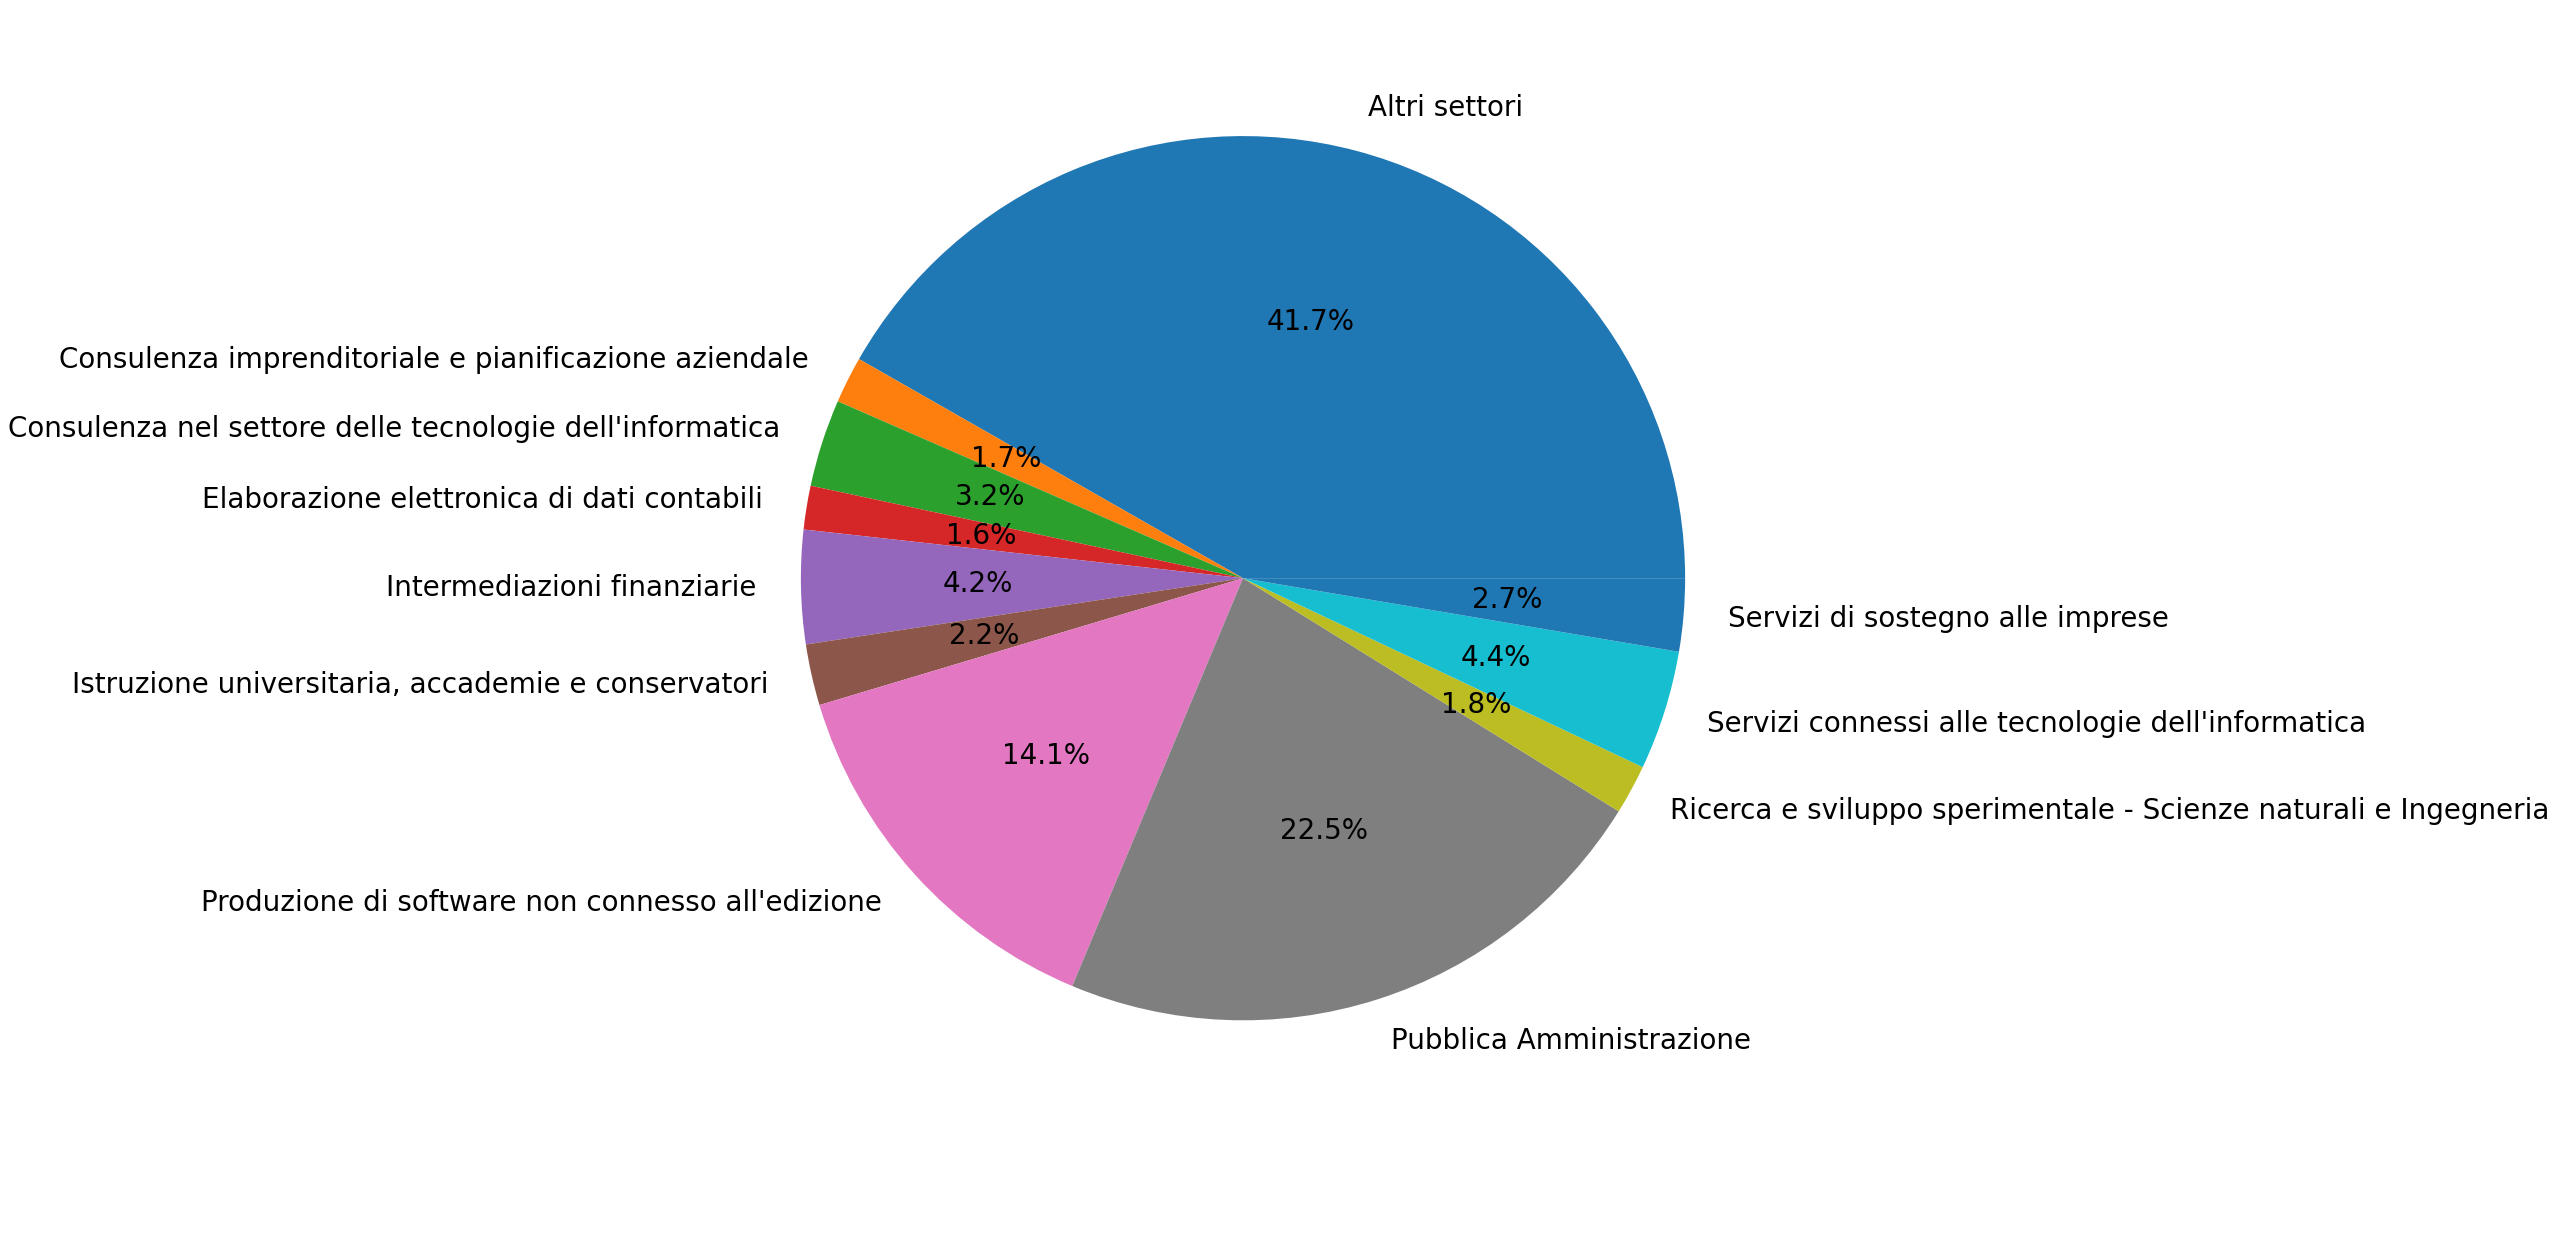 Altri settori
41.7%
Consulenza imprenditoriale e pianificazione aziendale
1.7%
Consulenza nel settore delle tecnologie dell'informatica
3.2%
Elaborazione elettronica di dati contabili
1.6%
Intermediazioni finanziarie
4.2%
Istruzione universitaria, accademie e conservatori
2.2%
Produzione di software non connesso all'edizione
14.1%
Pubblica Amministrazione
22.5%
Ricerca e sviluppo sperimentale - Scienze naturali e Ingegneria
1.8%
Servizi connessi alle tecnologie dell'informatica
4.4%
Servizi di sostegno alle imprese
2.7%